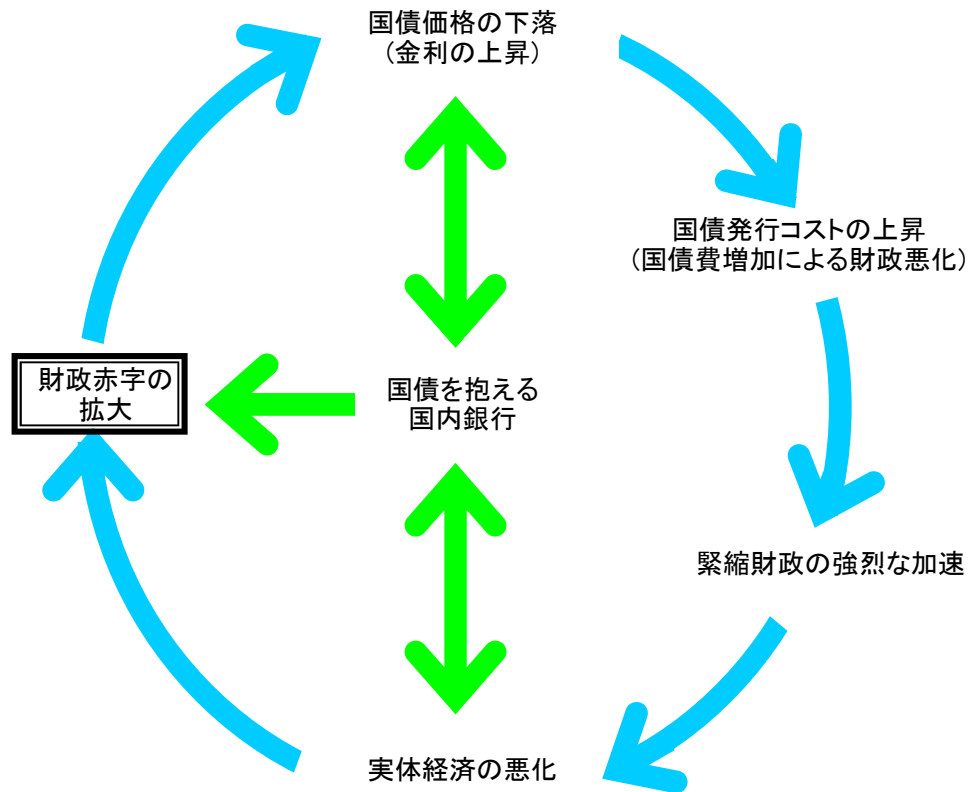 国債価格の下落
（金利の上昇）
国債発行コストの上昇
（国債費増加による財政悪化）
財政赤字の
拡大
国債を抱える
国内銀行
緊縮財政の強烈な加速
実体経済の悪化